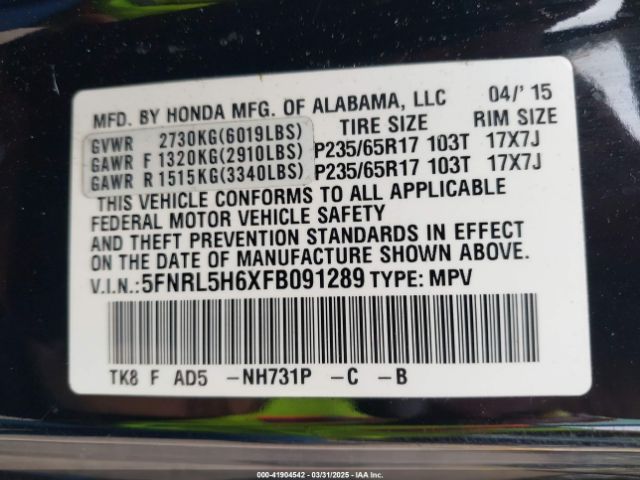 MFD. BY HONDA MFG. OF ALABAMA, LLC 04/'15
TIRE SIZE RIM SIZE
GVWR 2730KG(6019LBS)
GAWR F 1320KG(2910LBS) P235/65R17 103T 17X7J
GAWR R 1515KG(3340LBS) P235/65R17 103T 17X7J
THIS VEHICLE CONFORMS TO ALL APPLICABLE
FEDERAL MOTOR VEHICLE SAFETY
AND THEFT PREVENTION STANDARDS IN EFFECT
ON THE DATE OF MANUFACTURE SHOWN ABOVE.
V.I.N.:5FNRL5H6XFB091289 TYPE: MPV
TK8 F AD5 -NH731P -C -B
000-41904542 - 03/31/2025 - IAA Inc.